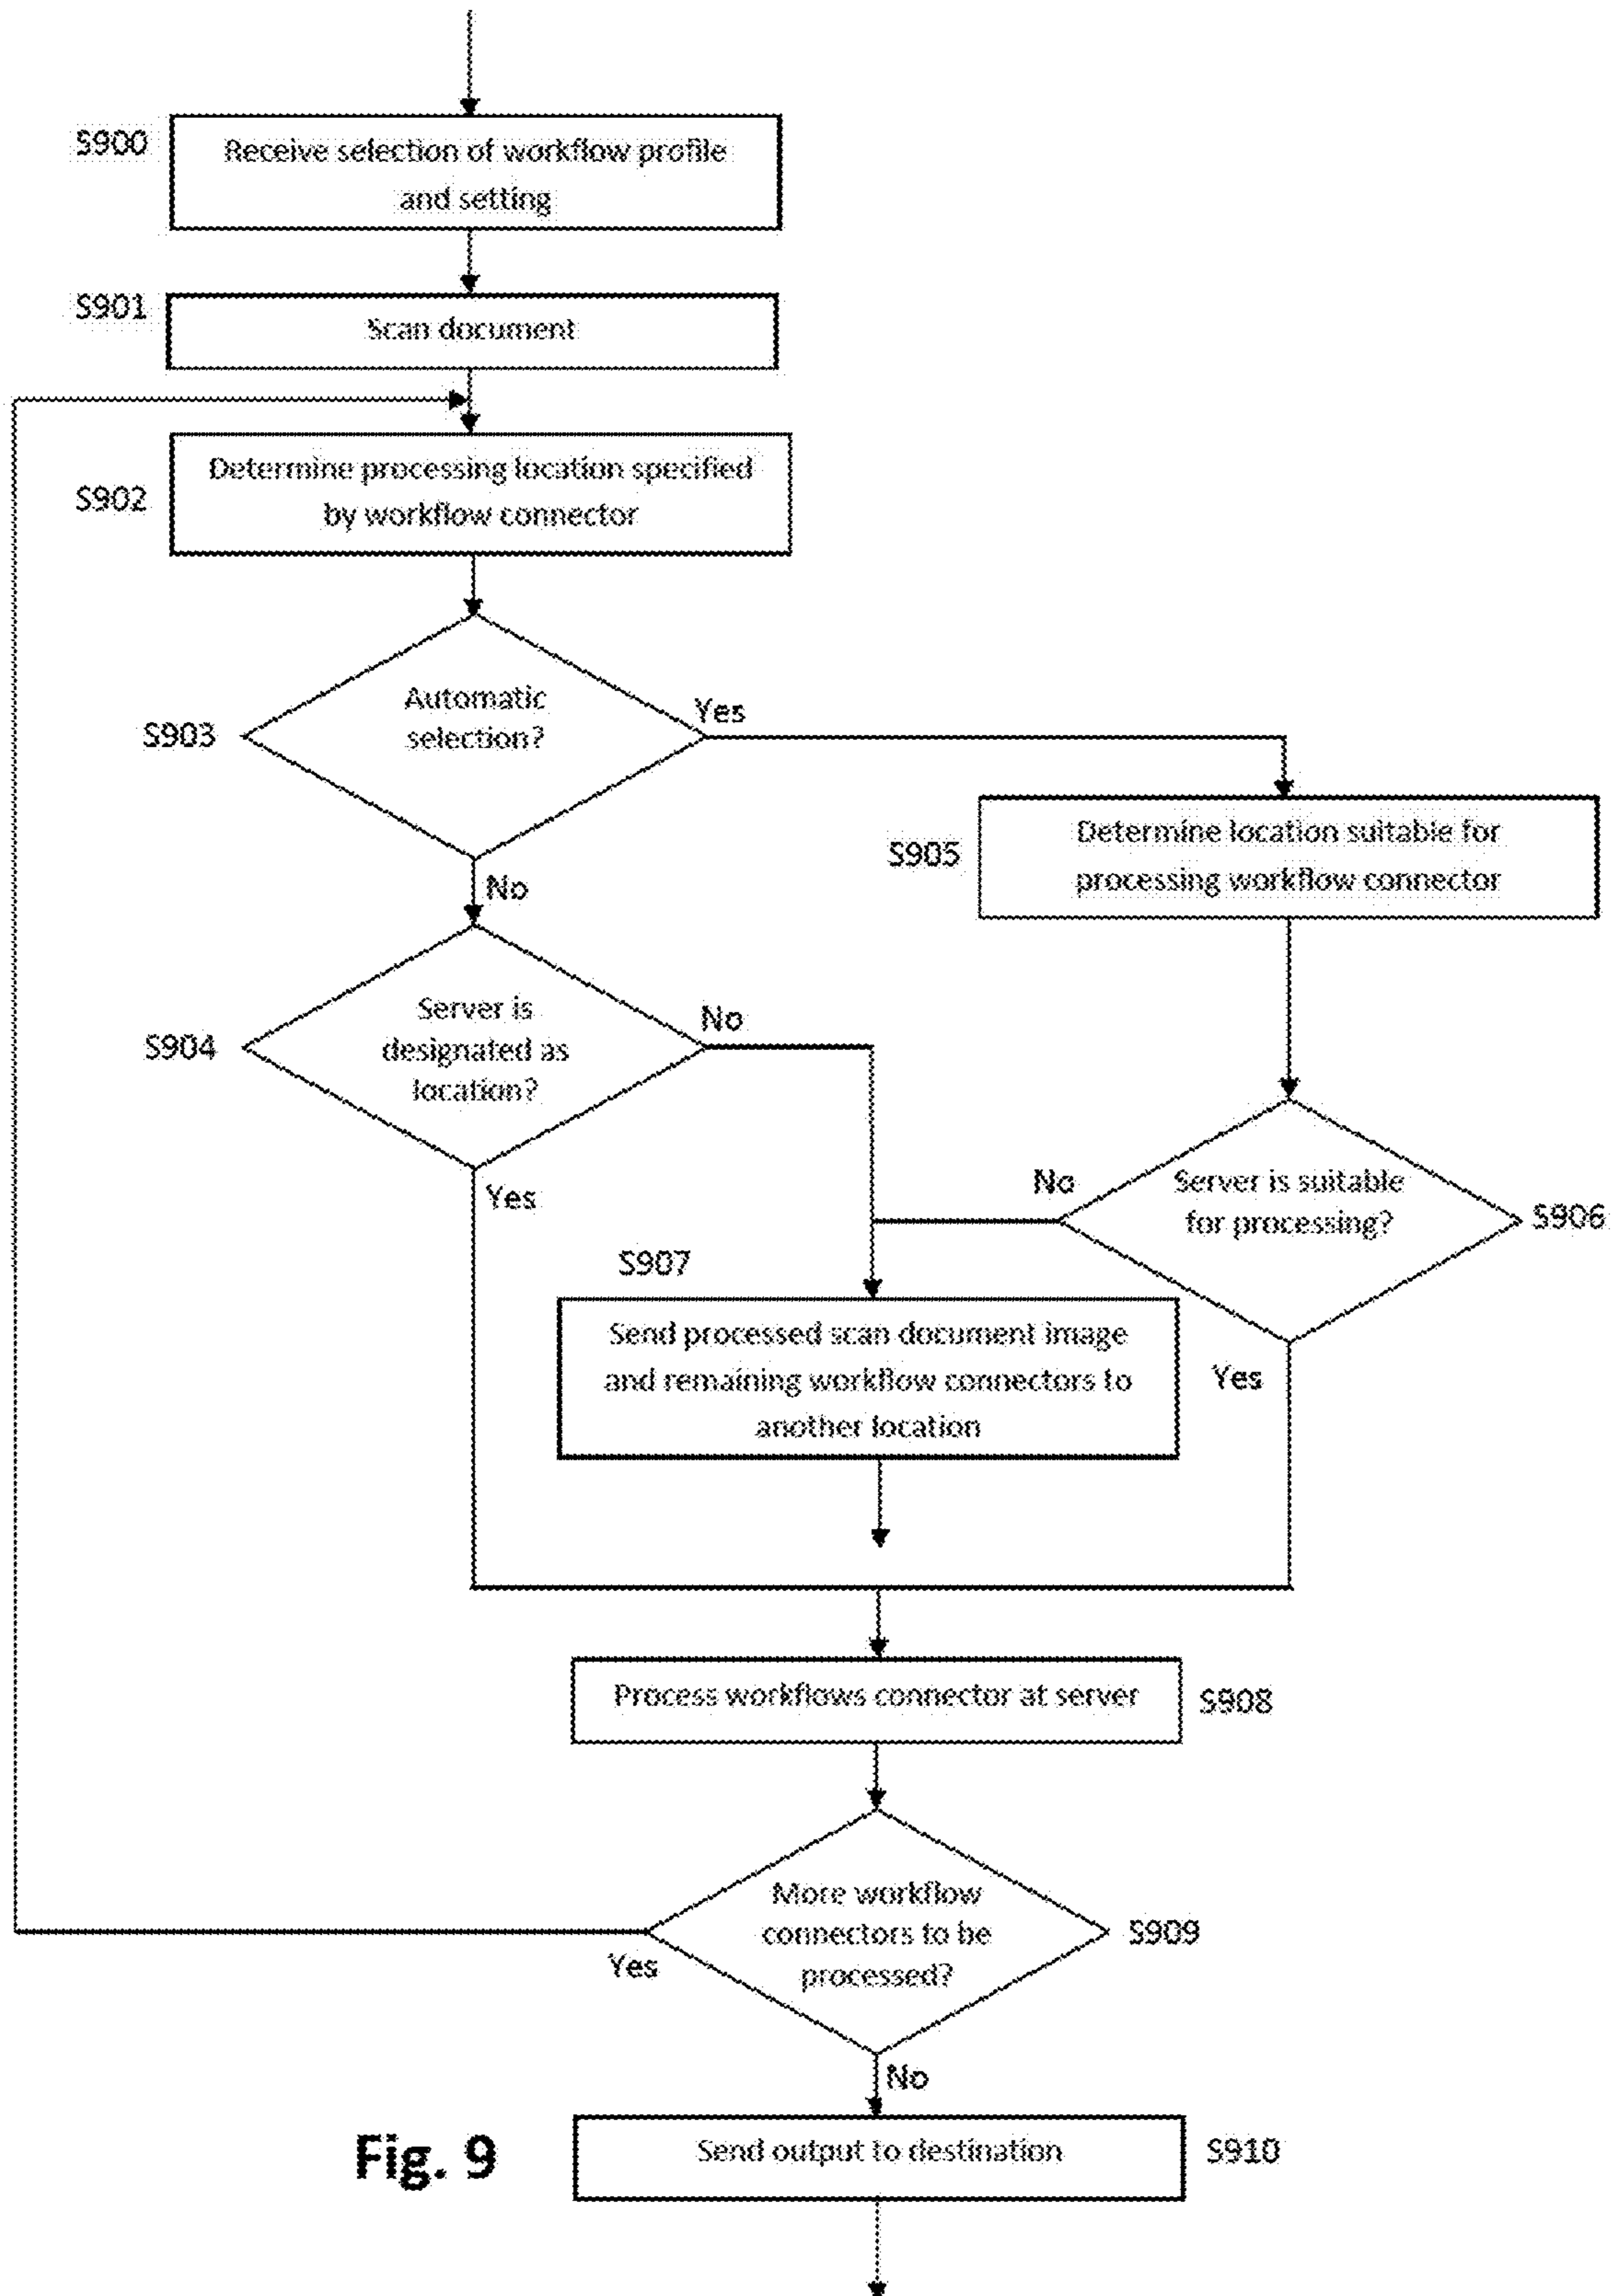 S900
Receive selection of workflow profile
and setting
S901
Scan document
S902
Determine processing location specified
by workflow connector
S903
Automatic
selection?
Yes
No
S905
Determine location suitable for
processing workflow connector
S904
Server is
designated as
location?
No
Yes
No
Server is suitable
for processing?
S906
Yes
S907
Send processed scan document image
and remaining workflow connectors to
another location
Process workflows connector at server
S908
More workflow
connectors to be
processed?
S909
Yes
No
Send output to destination
S910
Fig. 9